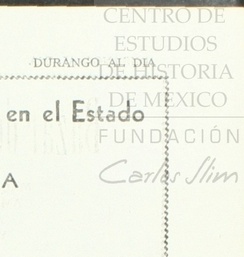 CENTRO DE
ESTUDIOS
DURANGO AL DIA
DE HISTORIA
DE MÉXICO
en el Estado
FUNDACIÓN
Carlos Slim
A